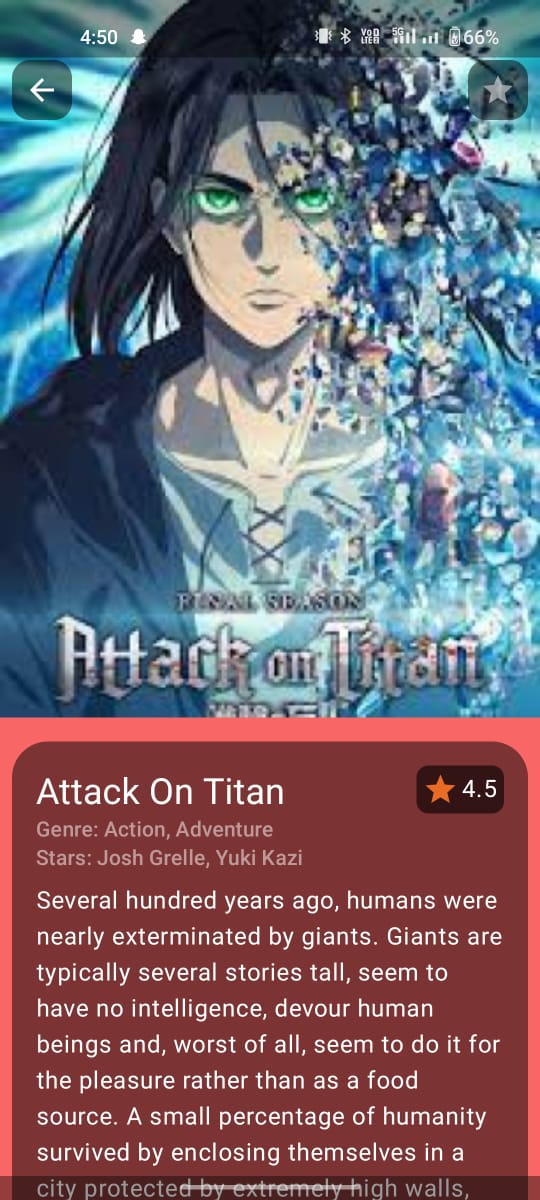 4:50
Vo)) LTE
5G
66%
FINAL SEASON
Attack on Titan
Attack On Titan
4.5
Genre: Action, Adventure
Stars: Josh Grelle, Yuki Kazi
Several hundred years ago, humans were
nearly exterminated by giants. Giants are
typically several stories tall, seem to
have no intelligence, devour human
beings and, worst of all, seem to do it for
the pleasure rather than as a food
source. A small percentage of humanity
survived by enclosing themselves in a
city protected by extremely high walls,